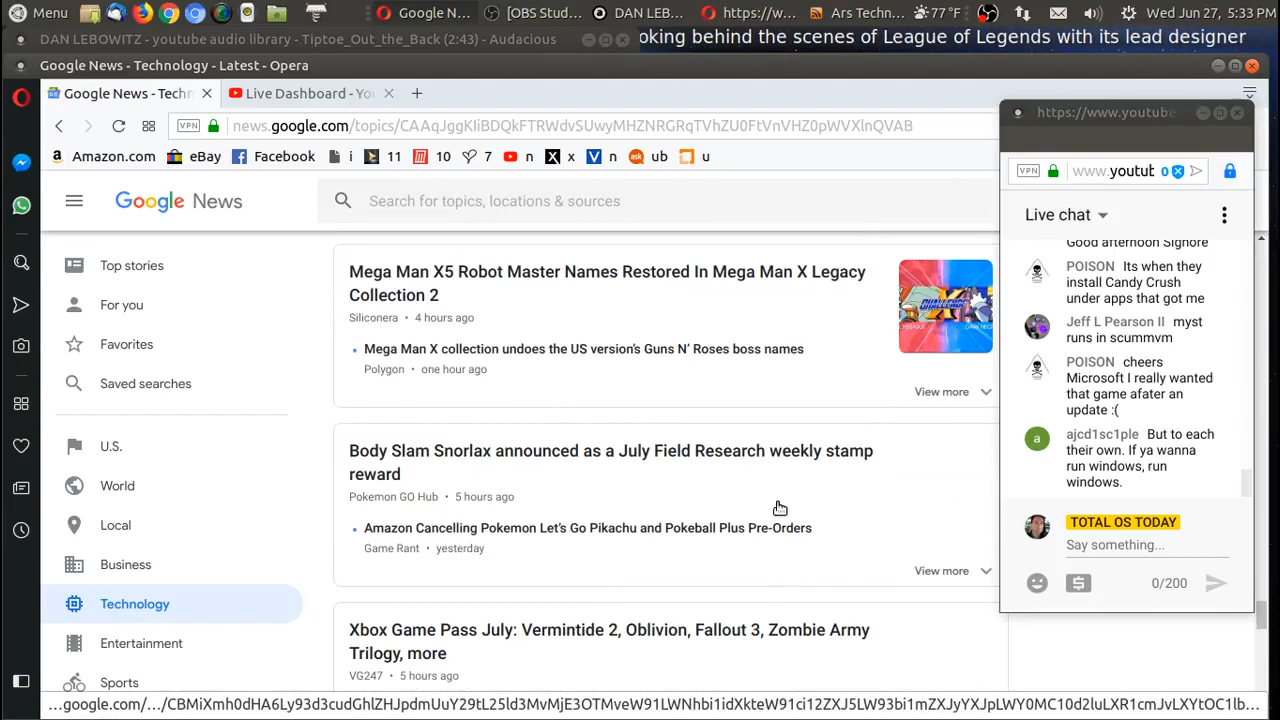 Menu
Google N...
[OBS Stud...
DAN LEB...
https://w...
Ars Techn...
77 °F
Wed Jun 27, 5:33 PM
DAN LEBOWITZ - youtube audio library - Tiptoe_Out_the_Back (2:43) - Audacious
oking behind the scenes of League of Legends with its lead designer
Google News - Technology - Latest - Opera
Google News - Techn
Live Dashboard - You
VPN
news.google.com/topics/CAAqJggKIiBDQkFTRWdvSUwyMHZNRGRqTVhZU0FtVnVHZ0pWVXlnQVAB
Amazon.com
eBay
Facebook
i
11
10
7
n
x
n
ub
u
Google News
Search for topics, locations & sources
Top stories
For you
Favorites
Saved searches
U.S.
World
Local
Business
Technology
Entertainment
Sports
Mega Man X5 Robot Master Names Restored In Mega Man X Legacy
Collection 2
Siliconera • 4 hours ago
Mega Man X collection undoes the US version's Guns N' Roses boss names
Polygon • one hour ago
View more
Body Slam Snorlax announced as a July Field Research weekly stamp
reward
Pokemon GO Hub • 5 hours ago
Amazon Cancelling Pokemon Let's Go Pikachu and Pokeball Plus Pre-Orders
Game Rant • yesterday
View more
Xbox Game Pass July: Vermintide 2, Oblivion, Fallout 3, Zombie Army
Trilogy, more
VG247 • 5 hours ago
https://www.youtube
VPN
www.youtub
0
Live chat
Good afternoon Signore
POISON Its when they
install Candy Crush
under apps that got me
Jeff L Pearson II myst
runs in scummvm
POISON cheers
Microsoft I really wanted
that game afater an
update :(
ajcd1sc1ple But to each
their own. If ya wanna
run windows, run
windows.
TOTAL OS TODAY
Say something...
0/200